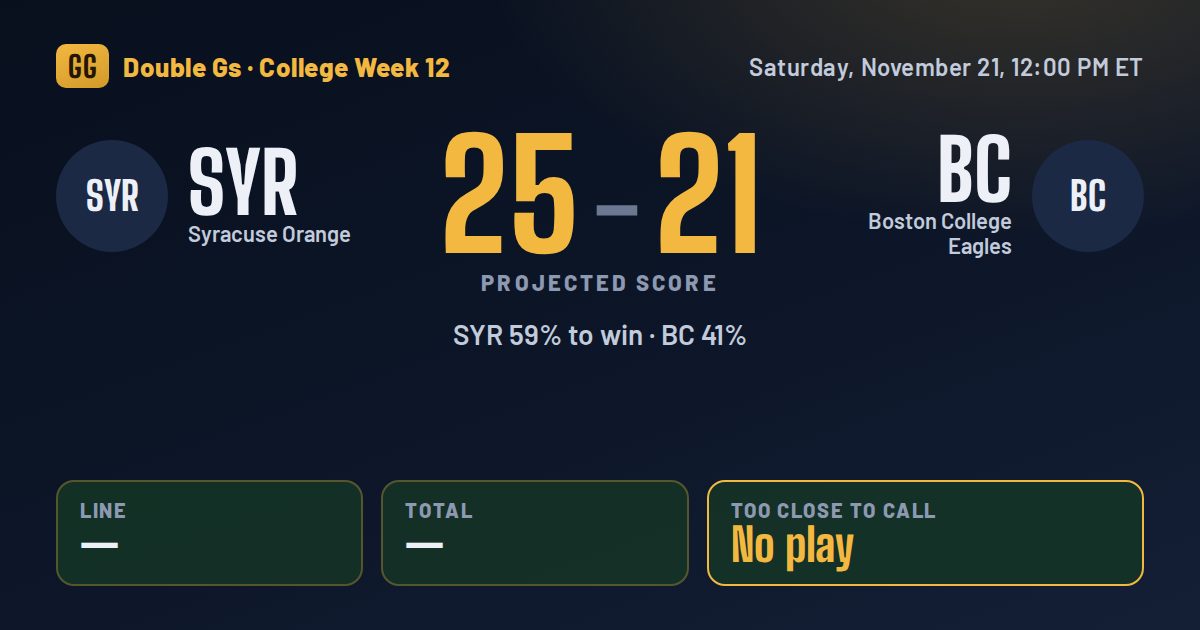 GG Double Gs · College Week 12
Saturday, November 21, 12:00 PM ET
SYR
SYR
Syracuse Orange
25 – 21
PROJECTED SCORE
SYR 59% to win · BC 41%
BC
Boston College
Eagles
BC
LINE
—
TOTAL
—
TOO CLOSE TO CALL
No play